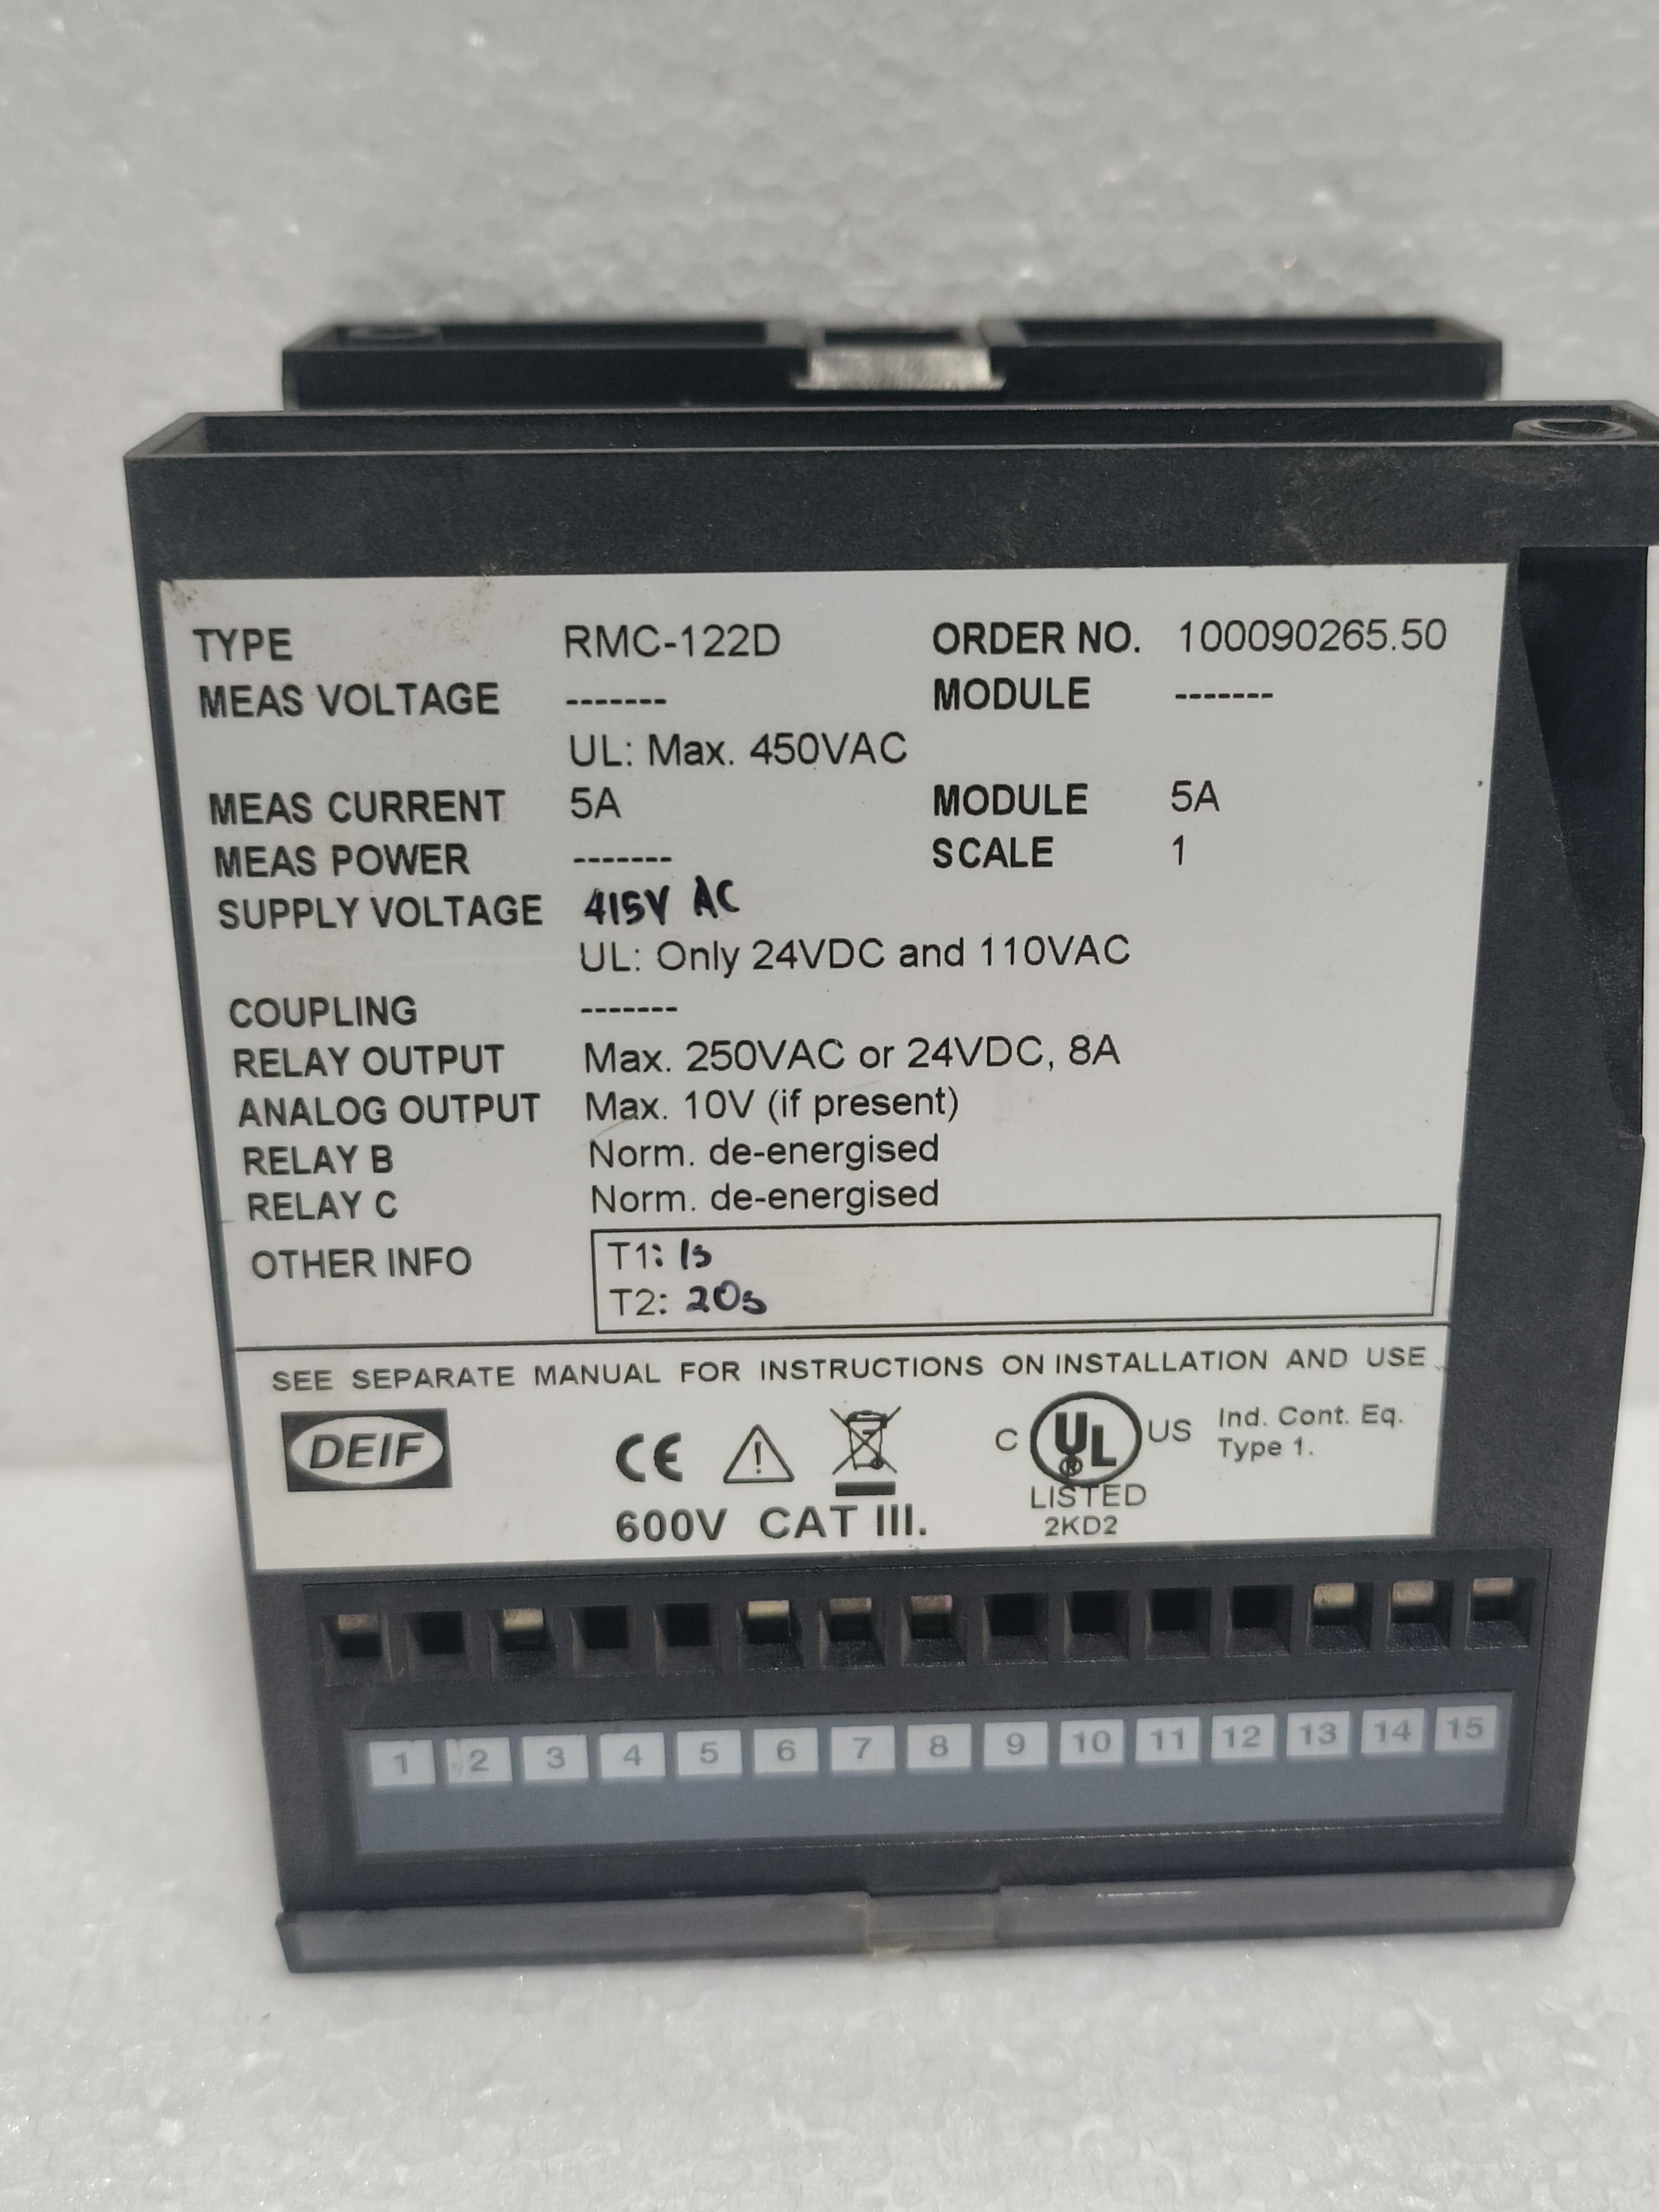 TYPE RMC-122D ORDER NO. 100090265.50
MEAS VOLTAGE ------- MODULE -------
UL: Max. 450VAC
MEAS CURRENT 5A MODULE 5A
MEAS POWER ------- SCALE 1
SUPPLY VOLTAGE 415V AC
UL: Only 24VDC and 110VAC
COUPLING -------
RELAY OUTPUT Max. 250VAC or 24VDC, 8A
ANALOG OUTPUT Max. 10V (if present)
RELAY B Norm. de-energised
RELAY C Norm. de-energised
OTHER INFO T1: 1s
T2: 20s
SEE SEPARATE MANUAL FOR INSTRUCTIONS ON INSTALLATION AND USE
DEIF CE C UL® US Ind. Cont. Eq.
Type 1.
LISTED
600V CAT III. 2KD2
1 2 3 4 5 6 7 8 9 10 11 12 13 14 15